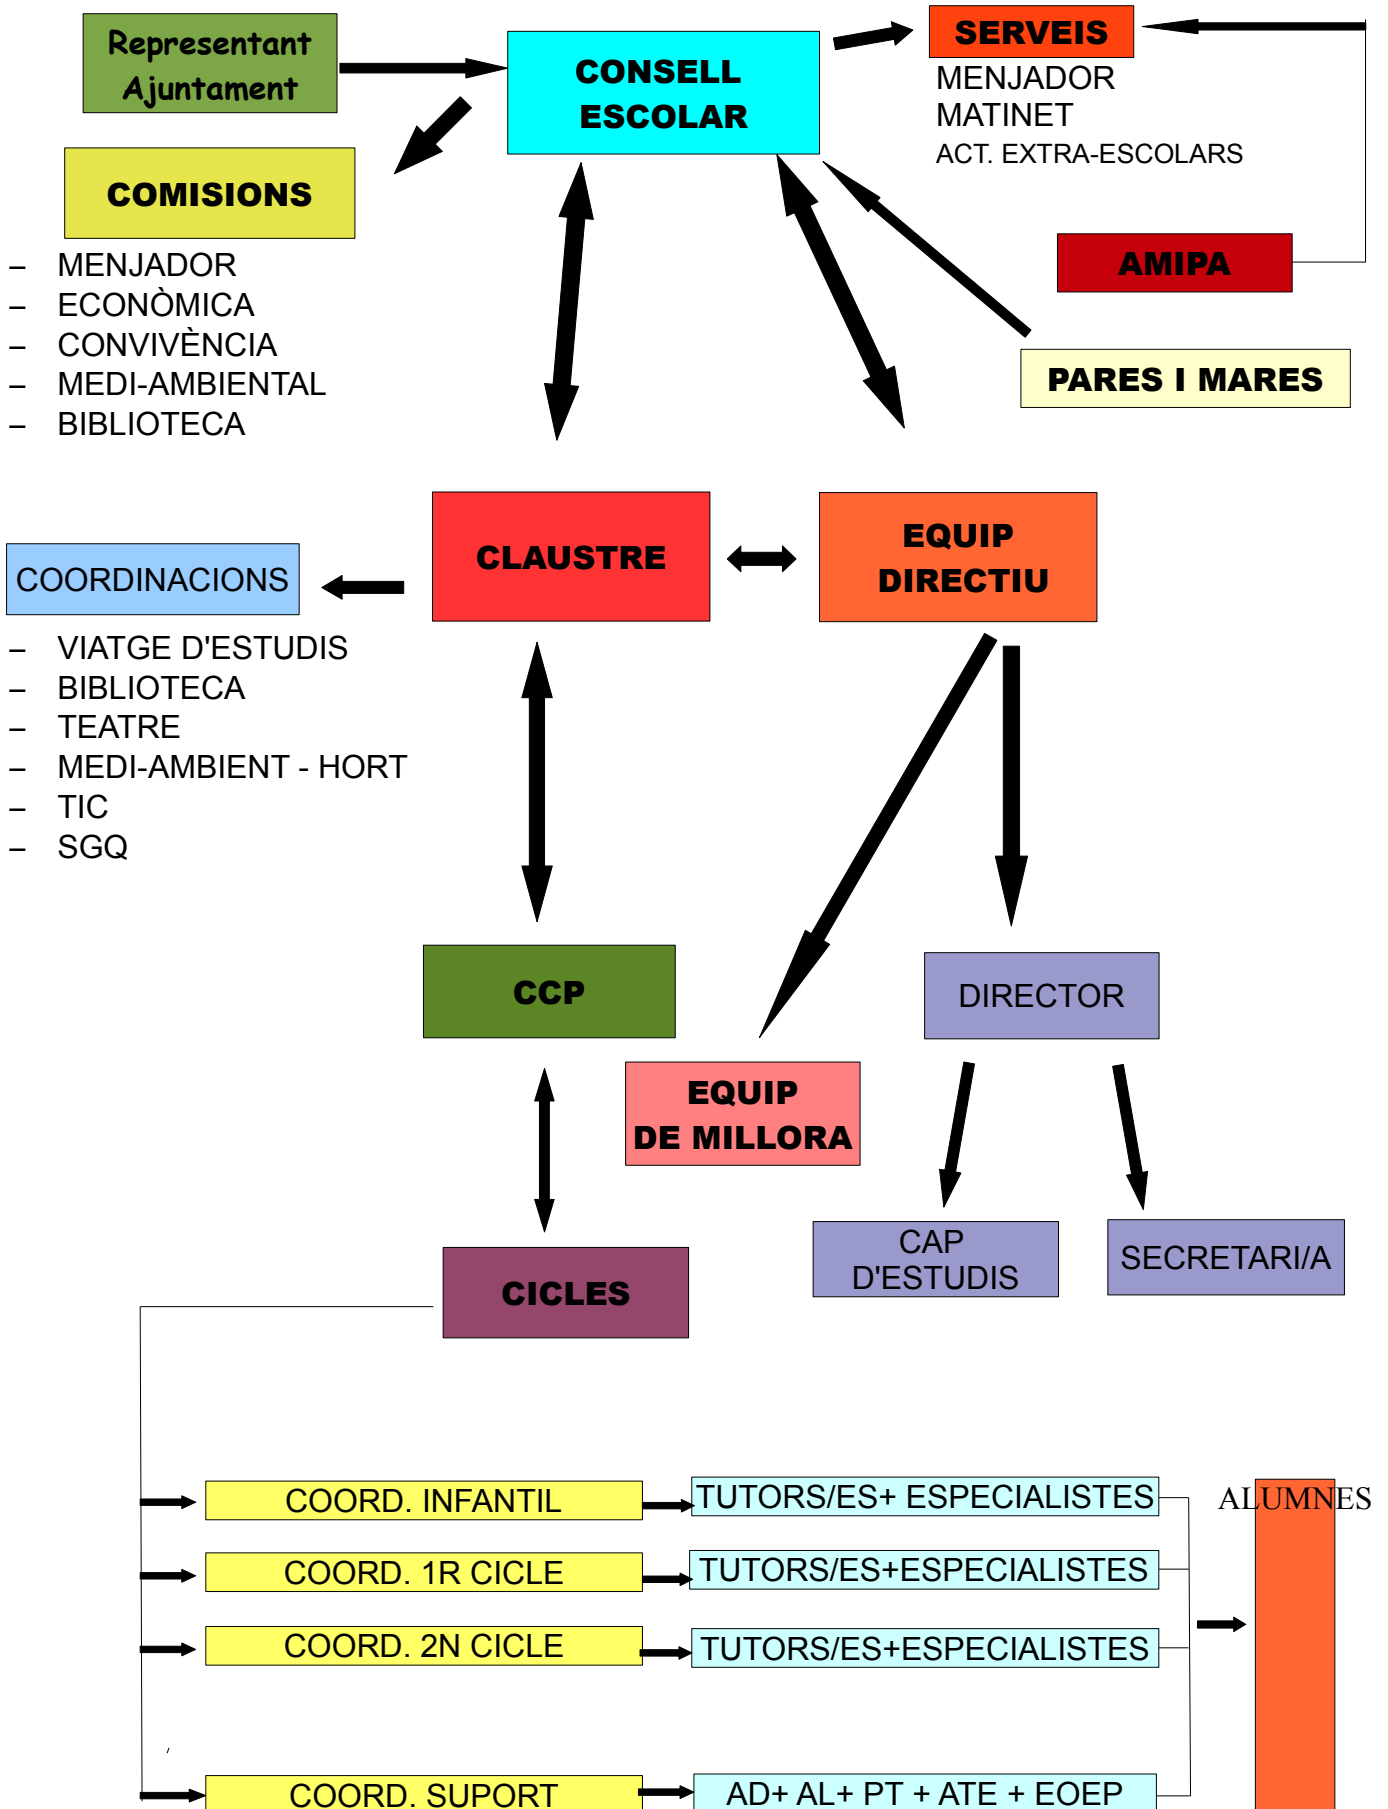 Representant
Ajuntament
CONSELL
ESCOLAR
SERVEIS
MENJADOR
MATINET
ACT. EXTRA-ESCOLARS
COMISIONS
AMIPA
– MENJADOR
– ECONÒMICA
– CONVIVÈNCIA
– MEDI-AMBIENTAL
– BIBLIOTECA
PARES I MARES
CLAUSTRE
EQUIP
DIRECTIU
COORDINACIONS
– VIATGE D'ESTUDIS
– BIBLIOTECA
– TEATRE
– MEDI-AMBIENT - HORT
– TIC
– SGQ
CCP
DIRECTOR
EQUIP
DE MILLORA
CAP
D'ESTUDIS
SECRETARI/A
CICLES
COORD. INFANTIL
TUTORS/ES+ ESPECIALISTES
ALUMNES
COORD. 1R CICLE
TUTORS/ES+ESPECIALISTES
COORD. 2N CICLE
TUTORS/ES+ESPECIALISTES
COORD. SUPORT
AD+ AL+ PT + ATE + EOEP